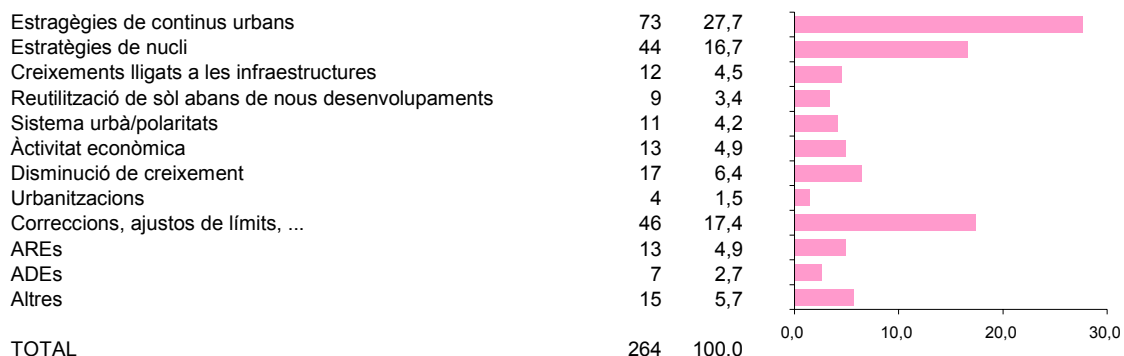 Estragègies de continus urbans 73 27,7
Estratègies de nucli 44 16,7
Creixements lligats a les infraestructures 12 4,5
Reutilització de sòl abans de nous desenvolupaments 9 3,4
Sistema urbà/polaritats 11 4,2
Àctivitat econòmica 13 4,9
Disminució de creixement 17 6,4
Urbanitzacions 4 1,5
Correccions, ajustos de límits, ... 46 17,4
AREs 13 4,9
ADEs 7 2,7
Altres 15 5,7
0,0 10,0 20,0 30,0
TOTAL 264 100,0